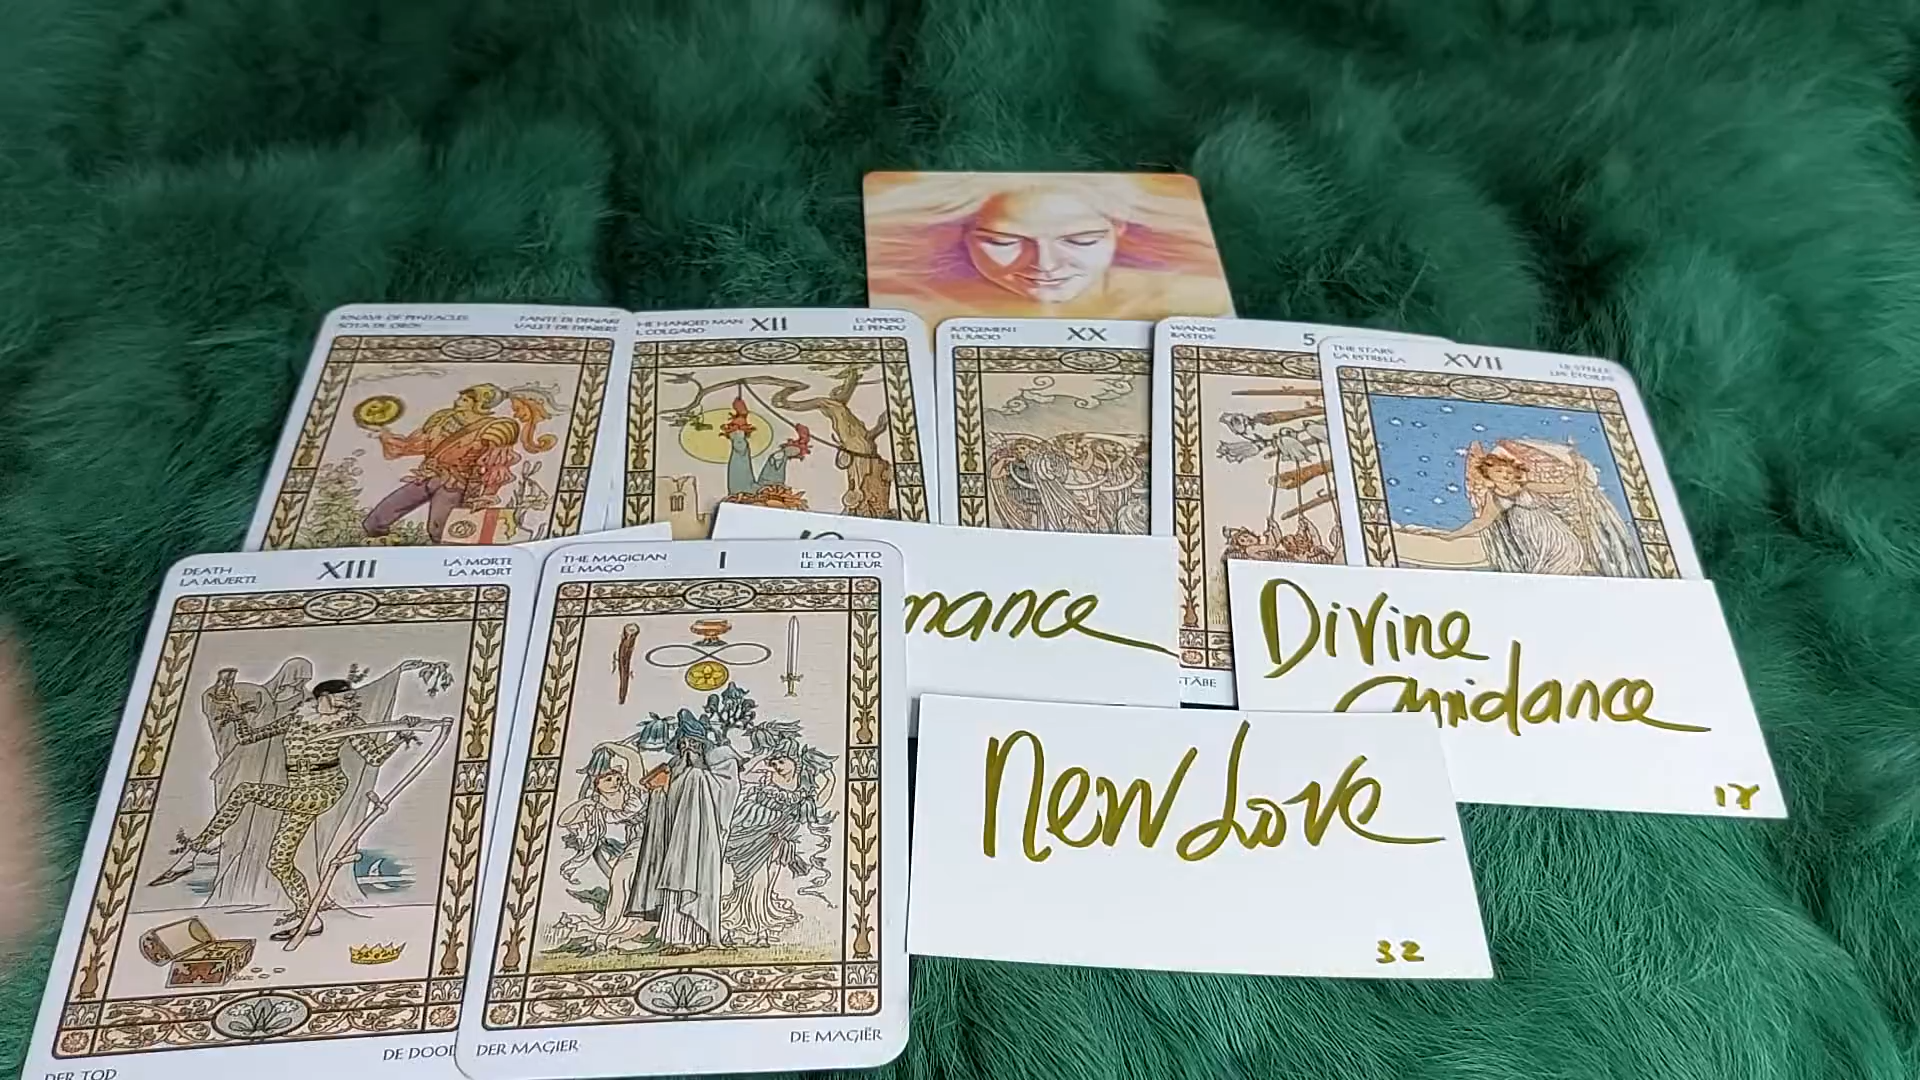 KNAVE OF PENTACLES
SOTA DE OROS
FANTE DI DENARI
VALET DE DENIERS
THE HANGED MAN
EL COLGADO
XII
L'APPESO
LE PENDU
JUDGEMENT
EL JUICIO
XX
WANDS
BASTOS
5
THE STARS
LA ESTRELLA
XVII
LE STELLE
LES ÉTOILES
DEATH
LA MUERTE
XIII
LA MORTE
LA MORT
THE MAGICIAN
EL MAGO
I
IL BAGATTO
LE BATELEUR
mance
STÄBE
Divine
Guidance
New Love
32
DER TOD
DE DOOD
DER MAGIER
DE MAGIËR